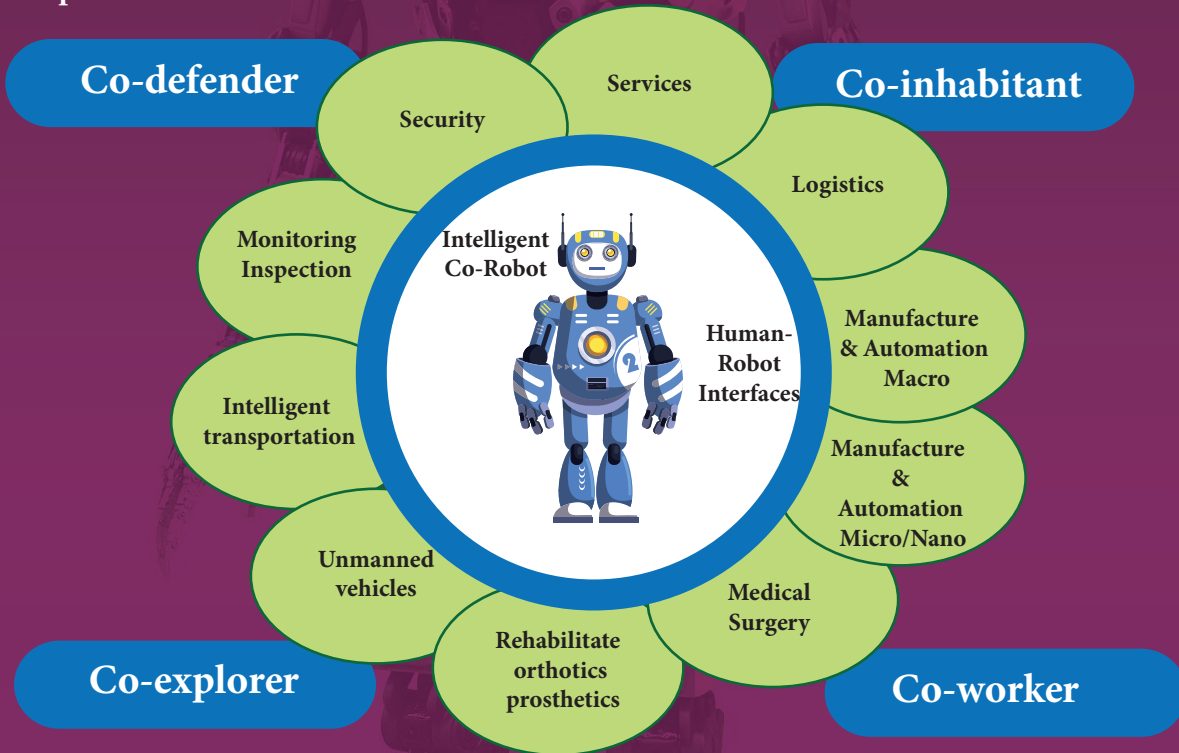 Co-defender
Services
Co-inhabitant
Security
Logistics
Monitoring
Inspection
Intelligent
Co-Robot
Human-
Robot
Interfaces
Manufacture
& Automation
Macro
Intelligent
transportation
Manufacture
&
Automation
Micro/Nano
Unmanned
vehicles
Medical
Surgery
Rehabilitate
orthotics
prosthetics
Co-explorer
Co-worker